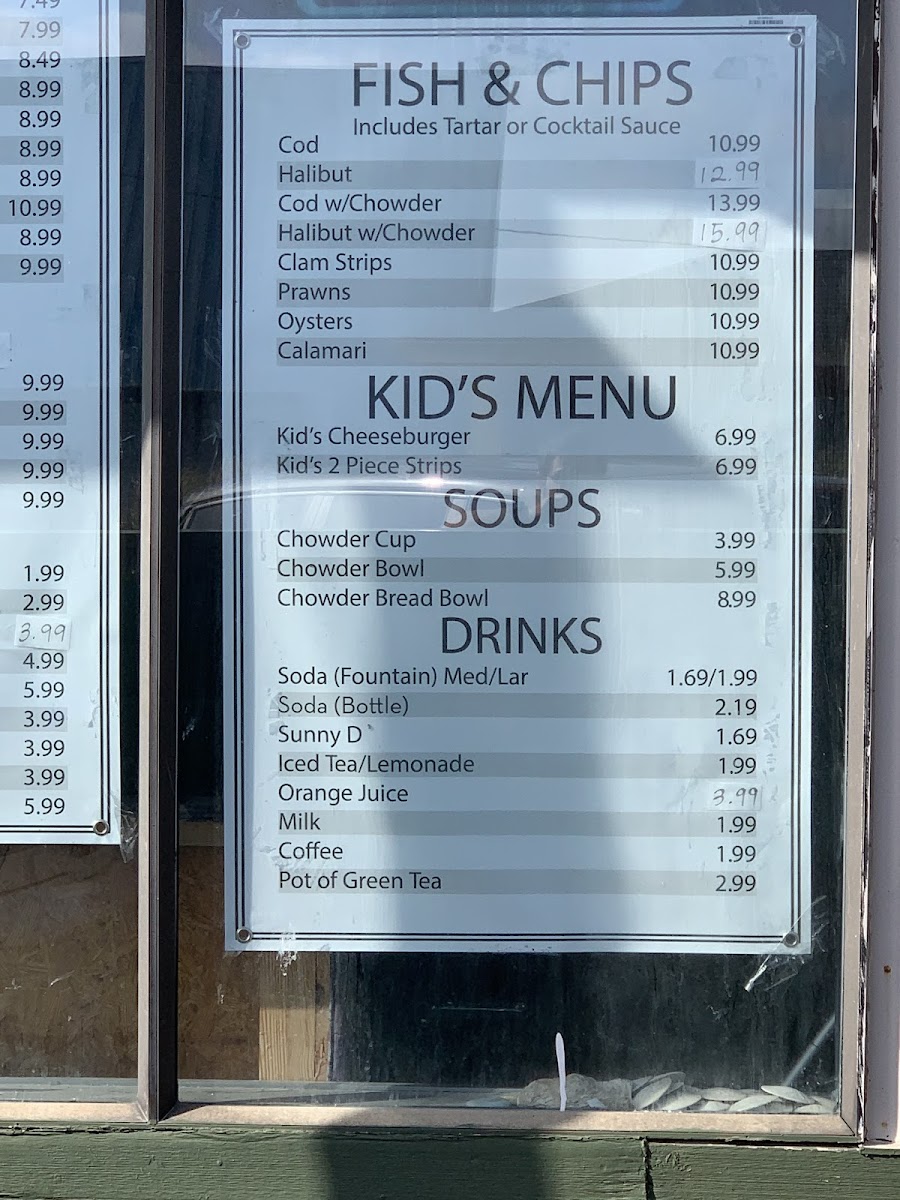 7.49
7.99
8.49
8.99
8.99
8.99
8.99
10.99
8.99
9.99
9.99
9.99
9.99
9.99
9.99
1.99
2.99
3.99
4.99
5.99
3.99
3.99
3.99
5.99
FISH & CHIPS
Includes Tartar or Cocktail Sauce
Cod 10.99
Halibut 12.99
Cod w/Chowder 13.99
Halibut w/Chowder 15.99
Clam Strips 10.99
Prawns 10.99
Oysters 10.99
Calamari 10.99
KID'S MENU
Kid's Cheeseburger 6.99
Kid's 2 Piece Strips 6.99
SOUPS
Chowder Cup 3.99
Chowder Bowl 5.99
Chowder Bread Bowl 8.99
DRINKS
Soda (Fountain) Med/Lar 1.69/1.99
Soda (Bottle) 2.19
Sunny D 1.69
Iced Tea/Lemonade 1.99
Orange Juice 3.99
Milk 1.99
Coffee 1.99
Pot of Green Tea 2.99